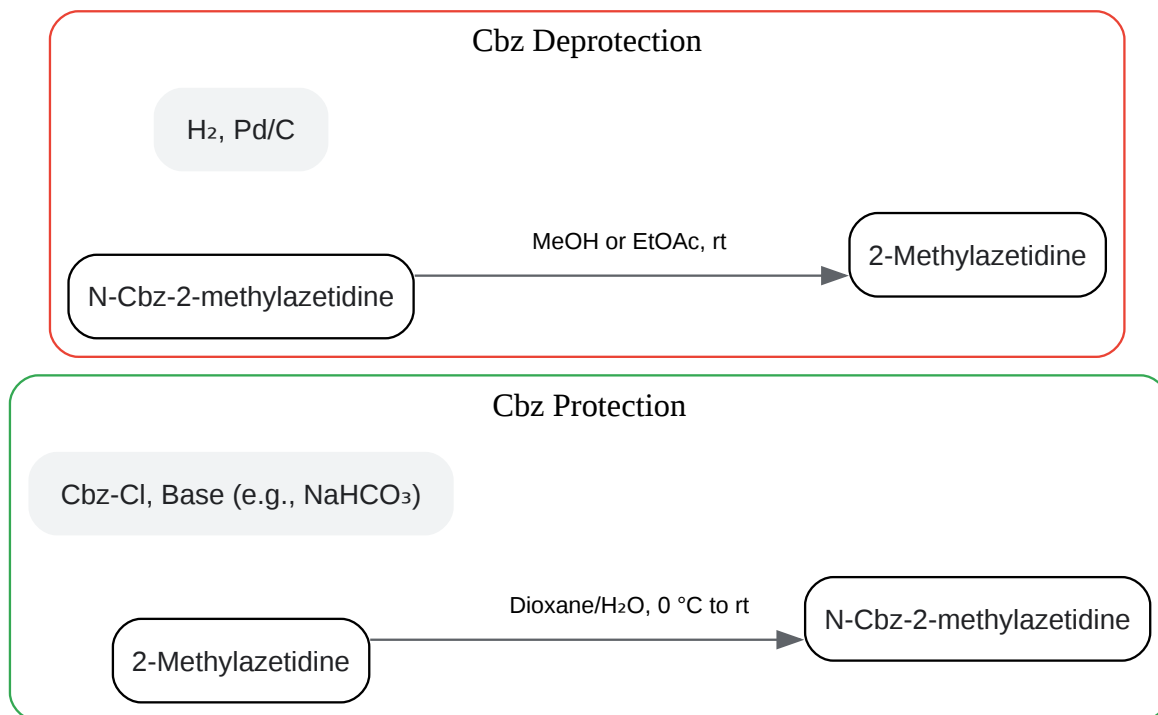 Cbz Deprotection
H₂, Pd/C
MeOH or EtOAc, rt
2-Methylazetidine
N-Cbz-2-methylazetidine
Cbz Protection
Cbz-Cl, Base (e.g., NaHCO₃)
Dioxane/H₂O, 0 °C to rt
N-Cbz-2-methylazetidine
2-Methylazetidine